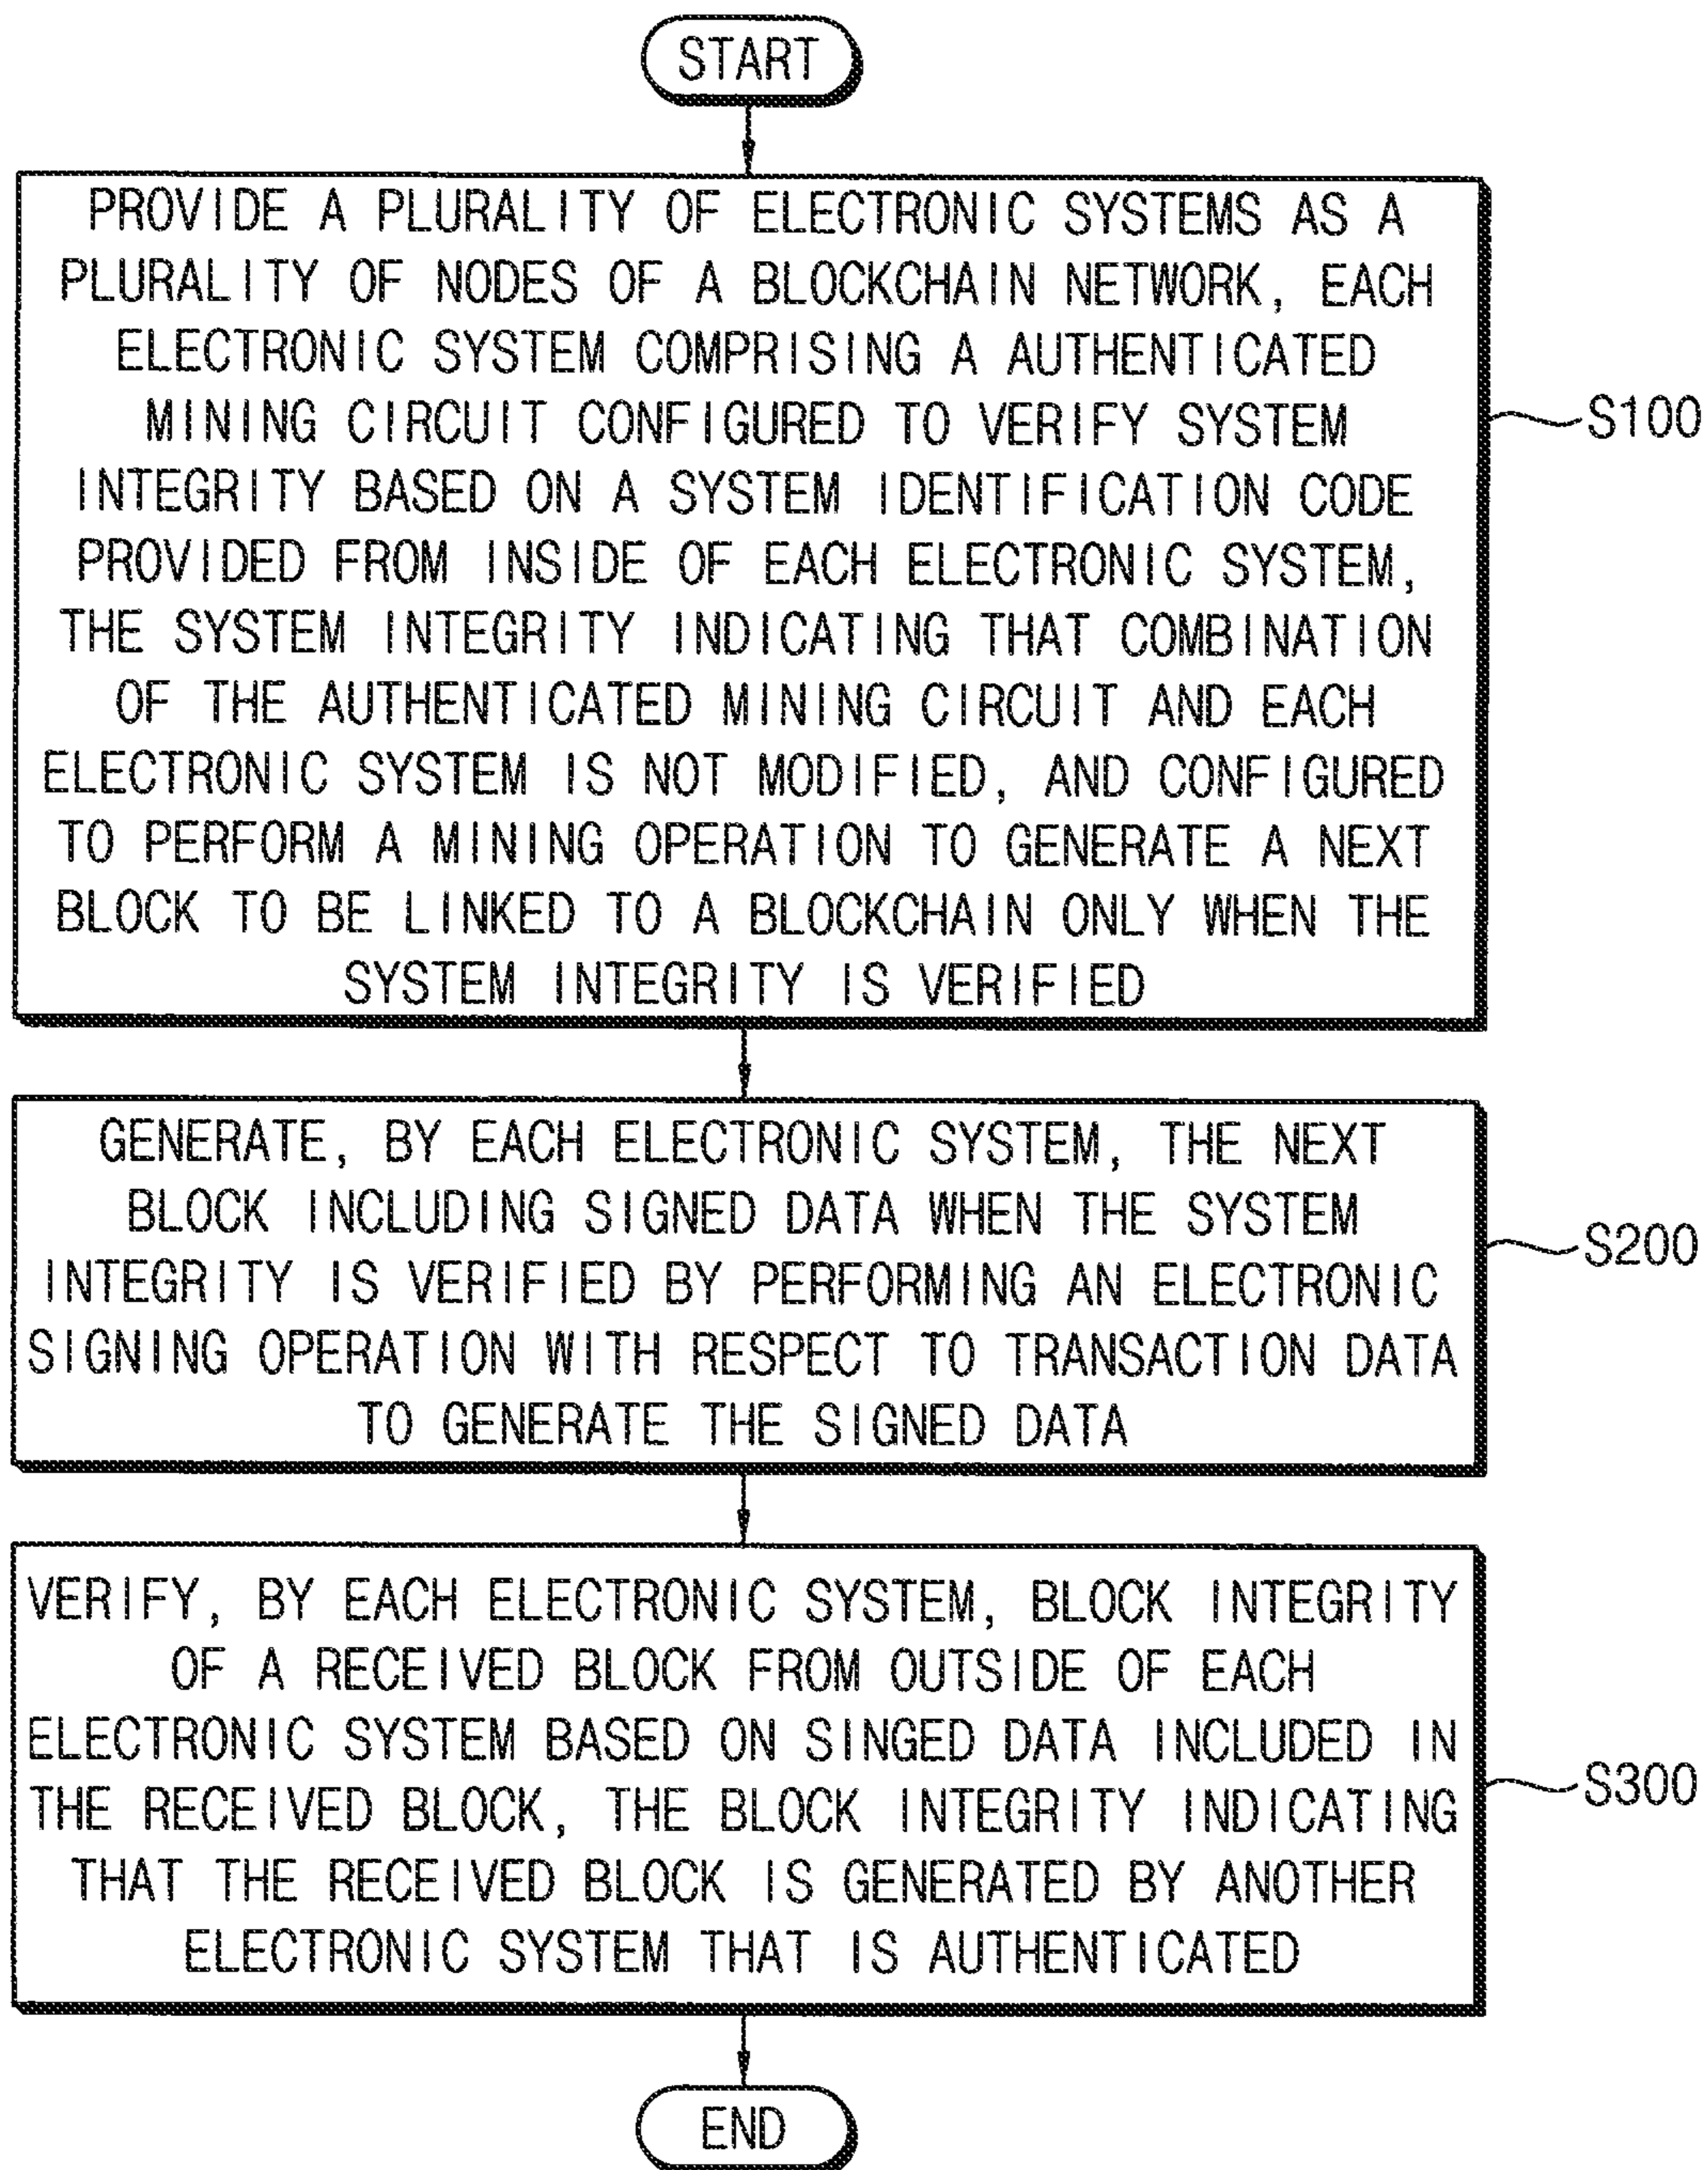 START
PROVIDE A PLURALITY OF ELECTRONIC SYSTEMS AS A
PLURALITY OF NODES OF A BLOCKCHAIN NETWORK, EACH
ELECTRONIC SYSTEM COMPRISING A AUTHENTICATED
MINING CIRCUIT CONFIGURED TO VERIFY SYSTEM
INTEGRITY BASED ON A SYSTEM IDENTIFICATION CODE
PROVIDED FROM INSIDE OF EACH ELECTRONIC SYSTEM,
THE SYSTEM INTEGRITY INDICATING THAT COMBINATION
OF THE AUTHENTICATED MINING CIRCUIT AND EACH
ELECTRONIC SYSTEM IS NOT MODIFIED, AND CONFIGURED
TO PERFORM A MINING OPERATION TO GENERATE A NEXT
BLOCK TO BE LINKED TO A BLOCKCHAIN ONLY WHEN THE
SYSTEM INTEGRITY IS VERIFIED
S100
GENERATE, BY EACH ELECTRONIC SYSTEM, THE NEXT
BLOCK INCLUDING SIGNED DATA WHEN THE SYSTEM
INTEGRITY IS VERIFIED BY PERFORMING AN ELECTRONIC
SIGNING OPERATION WITH RESPECT TO TRANSACTION DATA
TO GENERATE THE SIGNED DATA
S200
VERIFY, BY EACH ELECTRONIC SYSTEM, BLOCK INTEGRITY
OF A RECEIVED BLOCK FROM OUTSIDE OF EACH
ELECTRONIC SYSTEM BASED ON SINGED DATA INCLUDED IN
THE RECEIVED BLOCK, THE BLOCK INTEGRITY INDICATING
THAT THE RECEIVED BLOCK IS GENERATED BY ANOTHER
ELECTRONIC SYSTEM THAT IS AUTHENTICATED
S300
END